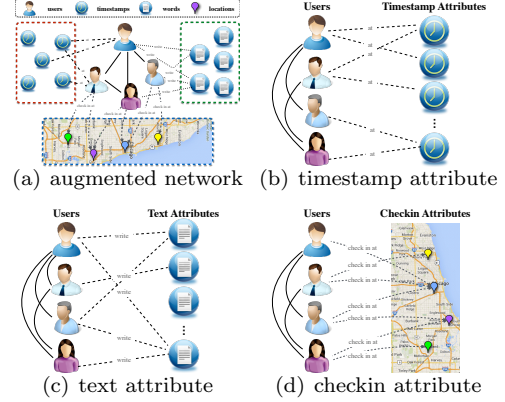 users timestamps words locations
write
check in at
check in at
check in at
(a) augmented network
Users Timestamp Attributes
at
at
at
at
at
(b) timestamp attribute
Users Text Attributes
write
write
write
write
write
(c) text attribute
Users Checkin Attributes
check in at
check in at
check in at
check in at
check in at
check in at
check in at
(d) checkin attribute